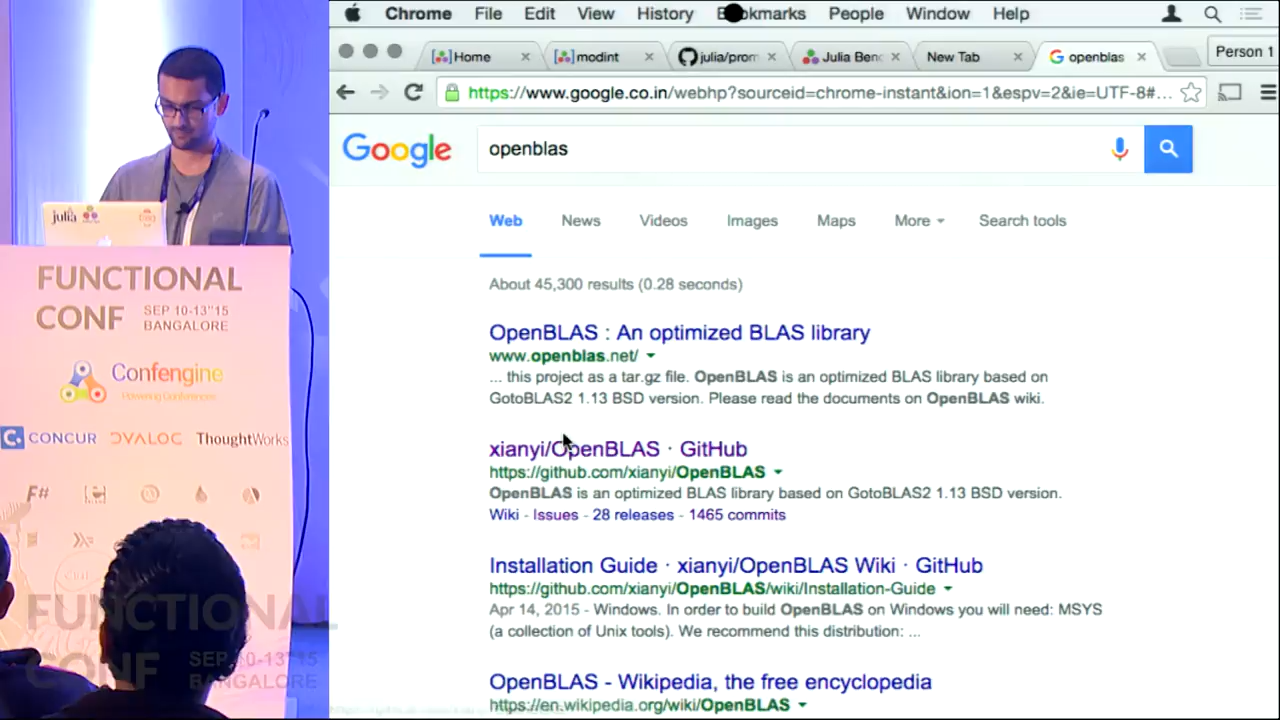 Chrome File Edit View History Bookmarks People Window Help
Home modint julia/prom Julia Benc New Tab openblas Person 1
https://www.google.co.in/webhp?sourceid=chrome-instant&ion=1&espv=2&ie=UTF-8#...
Google openblas
Web News Videos Images Maps More Search tools
About 45,300 results (0.28 seconds)
OpenBLAS : An optimized BLAS library
www.openblas.net/
... this project as a tar.gz file. OpenBLAS is an optimized BLAS library based on
GotoBLAS2 1.13 BSD version. Please read the documents on OpenBLAS wiki.
xianyi/OpenBLAS · GitHub
https://github.com/xianyi/OpenBLAS
OpenBLAS is an optimized BLAS library based on GotoBLAS2 1.13 BSD version.
Wiki - Issues - 28 releases - 1465 commits
Installation Guide · xianyi/OpenBLAS Wiki · GitHub
https://github.com/xianyi/OpenBLAS/wiki/Installation-Guide
Apr 14, 2015 - Windows. In order to build OpenBLAS on Windows you will need: MSYS
(a collection of Unix tools). We recommend this distribution: ...
OpenBLAS - Wikipedia, the free encyclopedia
https://en.wikipedia.org/wiki/OpenBLAS
julia
FUNCTIONAL
CONF SEP 10-13"15
BANGALORE
Confengine
Powering Conferences
CONCUR DVALOC ThoughtWorks
F#
FUNCTIONAL
CONF SEP 10-13"15
BANGALORE